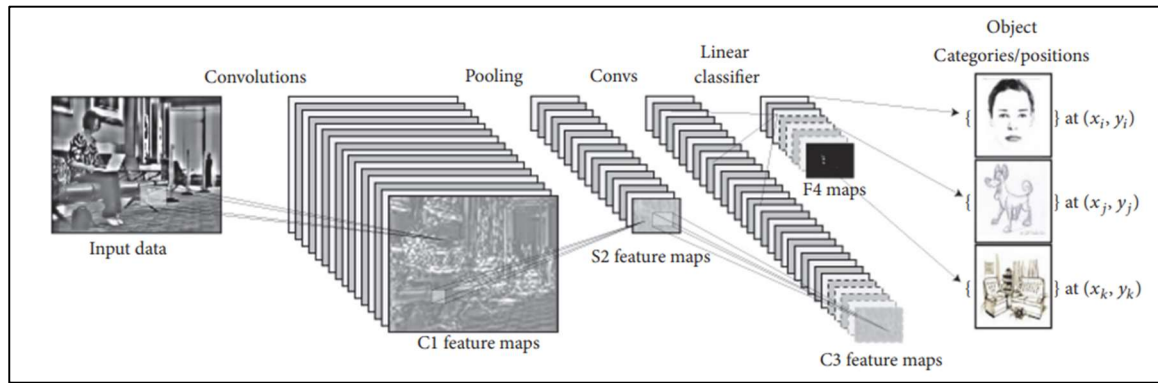 Object
Categories/positions
Convolutions
Pooling
Convs
Linear
classifier
{ } at (xᵢ, yᵢ)
{ } at (xⱼ, yⱼ)
{ } at (xₖ, yₖ)
Input data
C1 feature maps
S2 feature maps
C3 feature maps
F4 maps